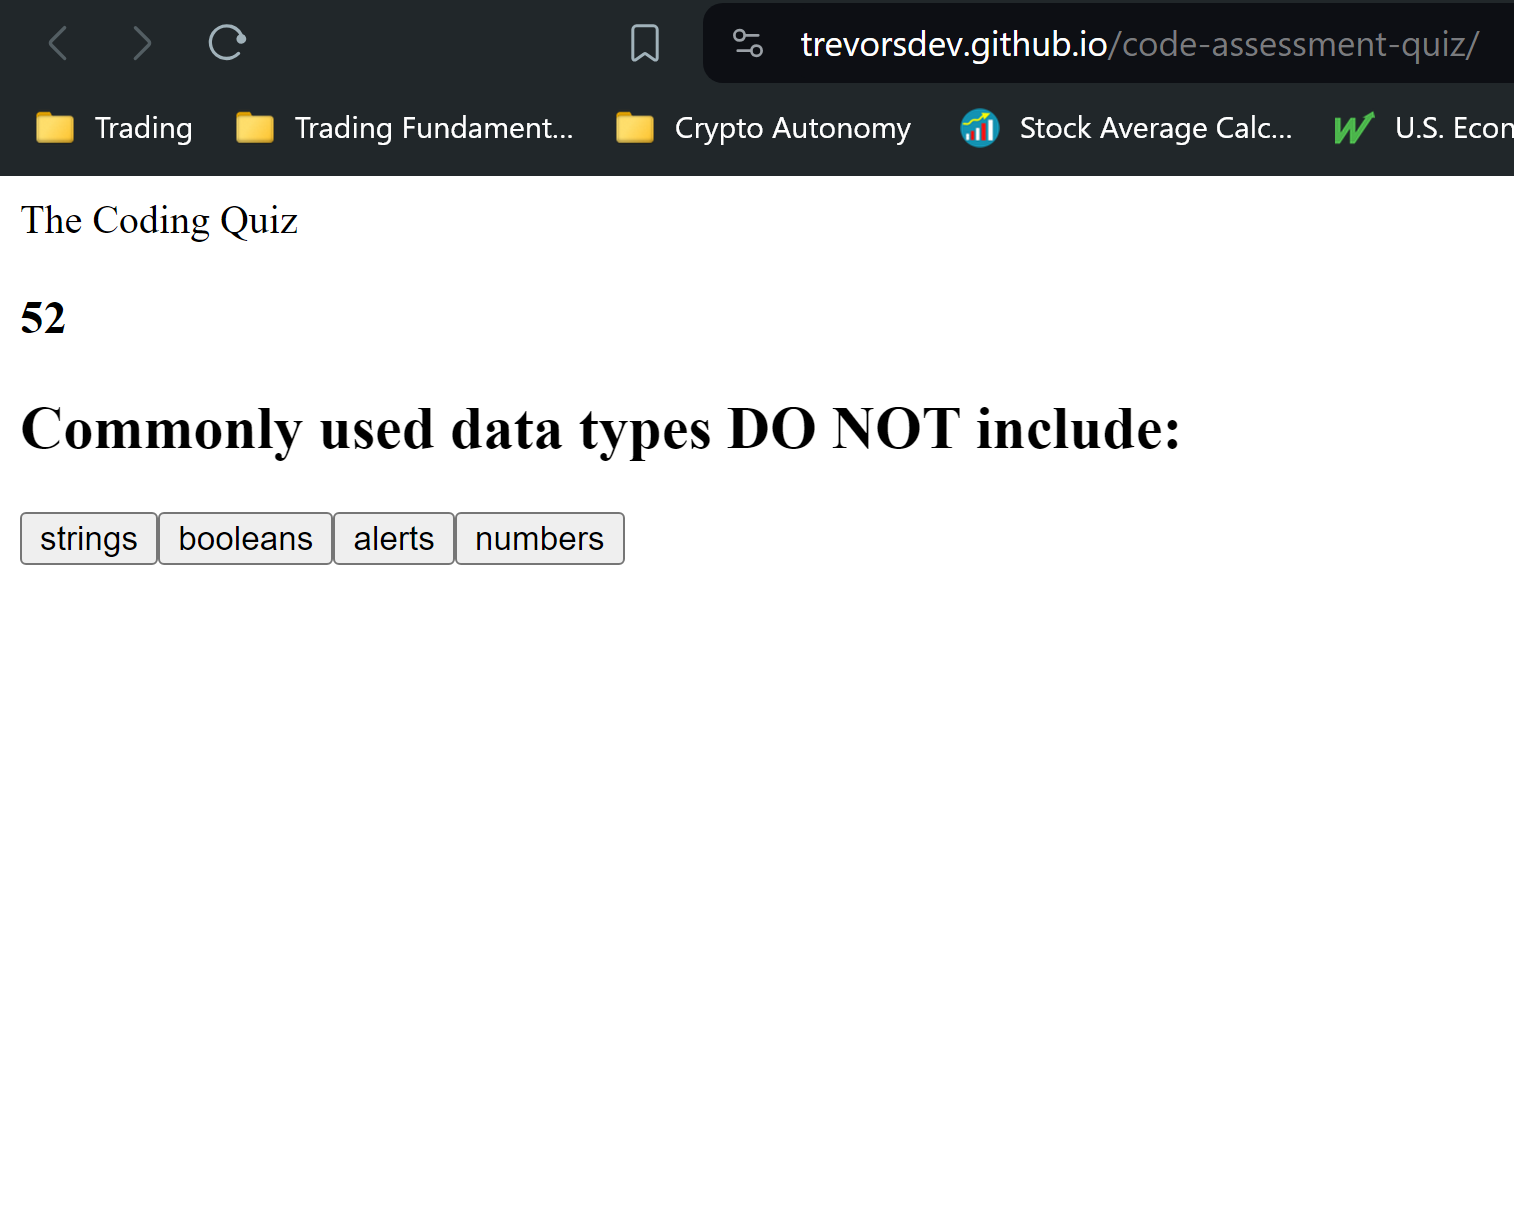 trevorsdev.github.io/code-assessment-quiz/
Trading Trading Fundament... Crypto Autonomy Stock Average Calc... U.S. Econ
The Coding Quiz
52
Commonly used data types DO NOT include:
strings booleans alerts numbers